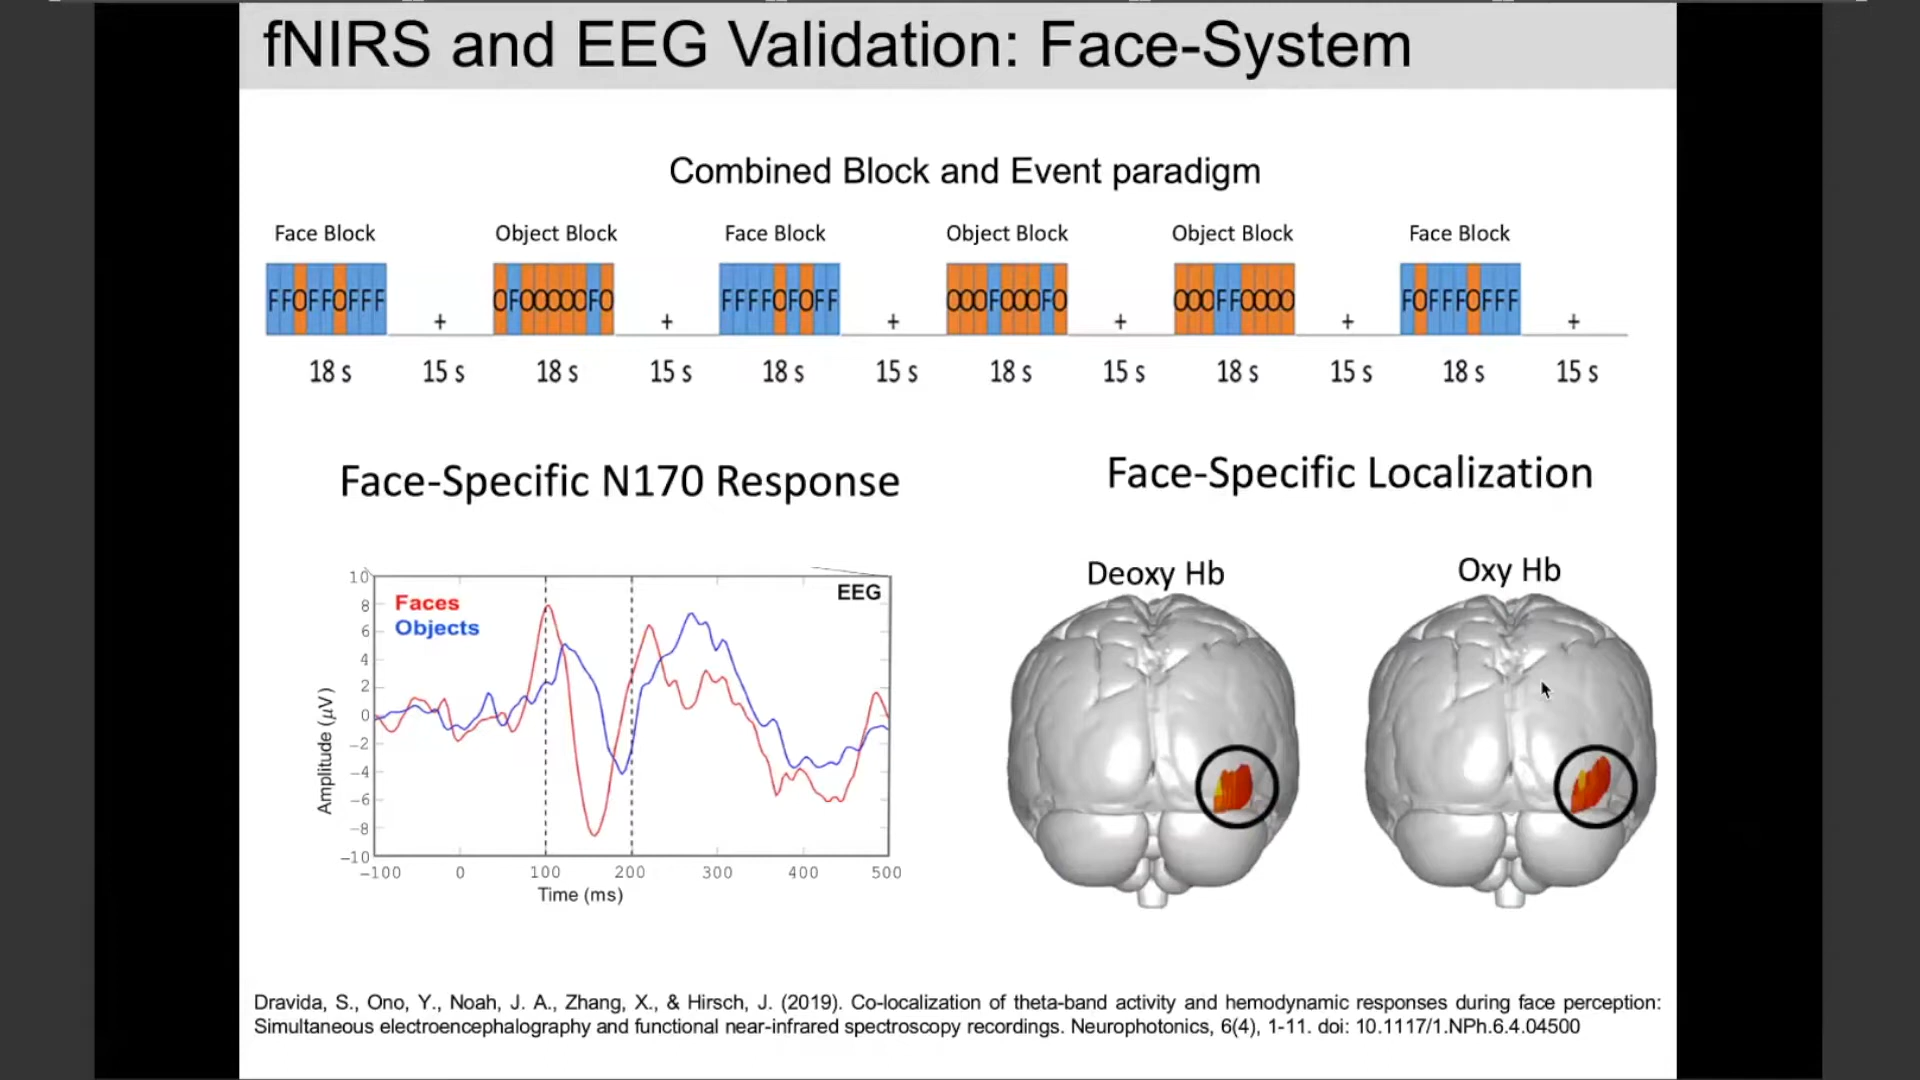 fNIRS and EEG Validation: Face-System
Combined Block and Event paradigm
Face Block Object Block Face Block Object Block Object Block Face Block
FFOFFOFFF + OFOOOOOFO + FFFFOFOFF + OOOFOOOFO + OOOFFOOOO + FOFFFOFFF +
18 s 15 s 18 s 15 s 18 s 15 s 18 s 15 s 18 s 15 s 18 s 15 s
Face-Specific N170 Response
Faces
Objects
EEG
Amplitude (μV)
10
8
6
4
2
0
−2
−4
−6
−8
−10
−100 0 100 200 300 400 500
Time (ms)
Face-Specific Localization
Deoxy Hb Oxy Hb
Dravida, S., Ono, Y., Noah, J. A., Zhang, X., & Hirsch, J. (2019). Co-localization of theta-band activity and hemodynamic responses during face perception:
Simultaneous electroencephalography and functional near-infrared spectroscopy recordings. Neurophotonics, 6(4), 1-11. doi: 10.1117/1.NPh.6.4.04500